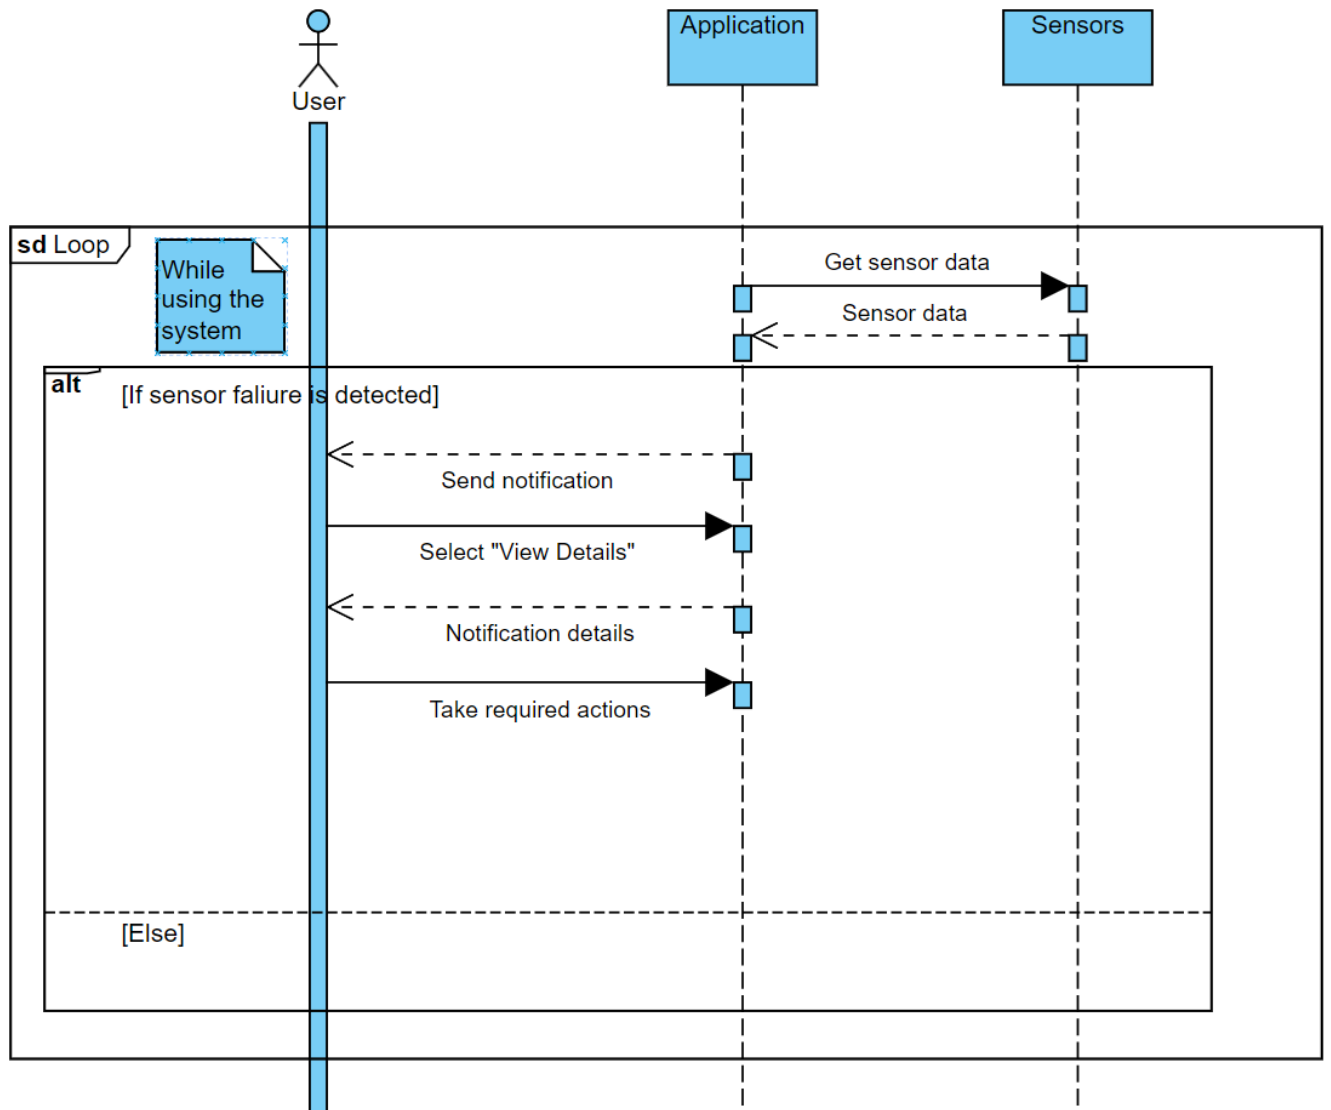 User
Application
Sensors
sd Loop
While
using the
system
Get sensor data
Sensor data
alt
[If sensor faliure is detected]
Send notification
Select "View Details"
Notification details
Take required actions
[Else]